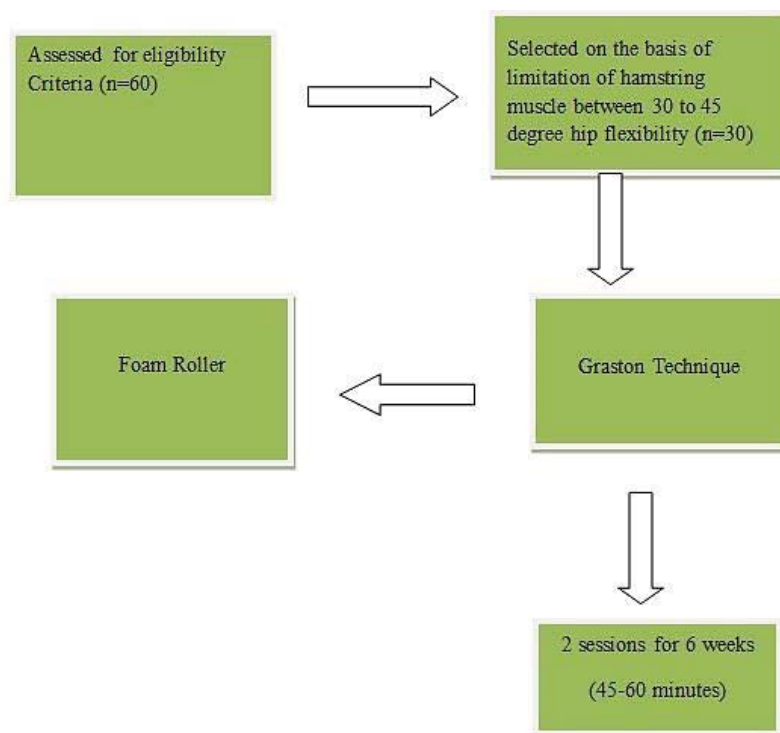 Assessed for eligibility
Criteria (n=60)
Selected on the basis of
limitation of hamstring
muscle between 30 to 45
degree hip flexibility (n=30)
Foam Roller
Graston Technique
2 sessions for 6 weeks
(45-60 minutes)